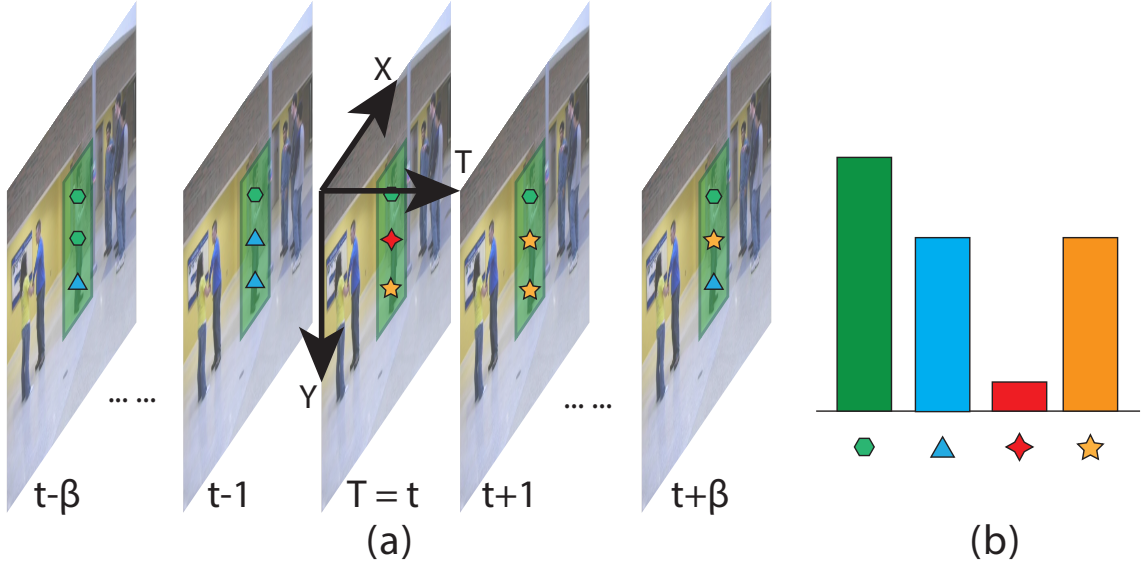 X
T
Y
... ...
... ...
t-β
t-1
T = t
t+1
t+β
(a)
(b)